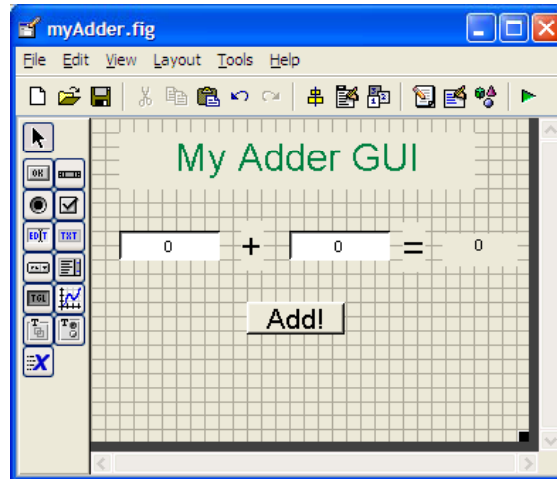 myAdder.fig
File Edit View Layout Tools Help
My Adder GUI
0 + 0 = 0
Add!
OK
EDIT TXT
TGL
T T
X